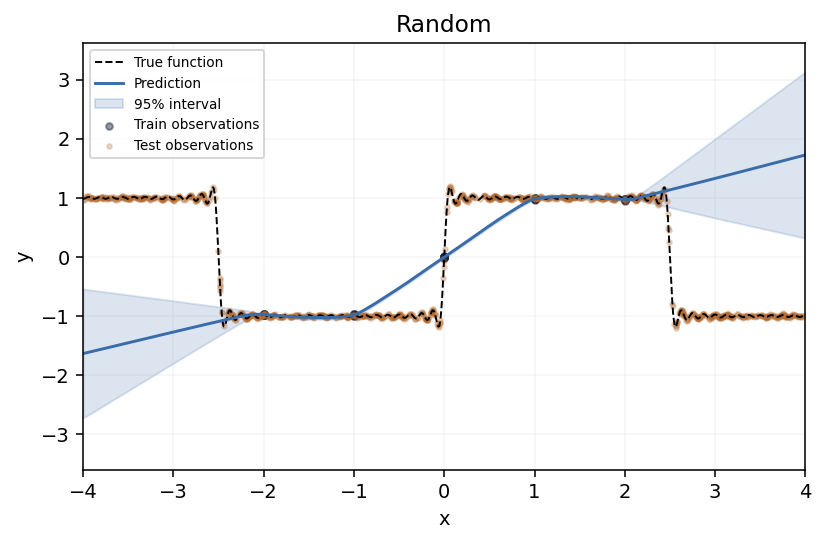 Random
True function
Prediction
95% interval
Train observations
Test observations
3
2
1
0
−1
−2
−3
y
−4
−3
−2
−1
0
1
2
3
4
x